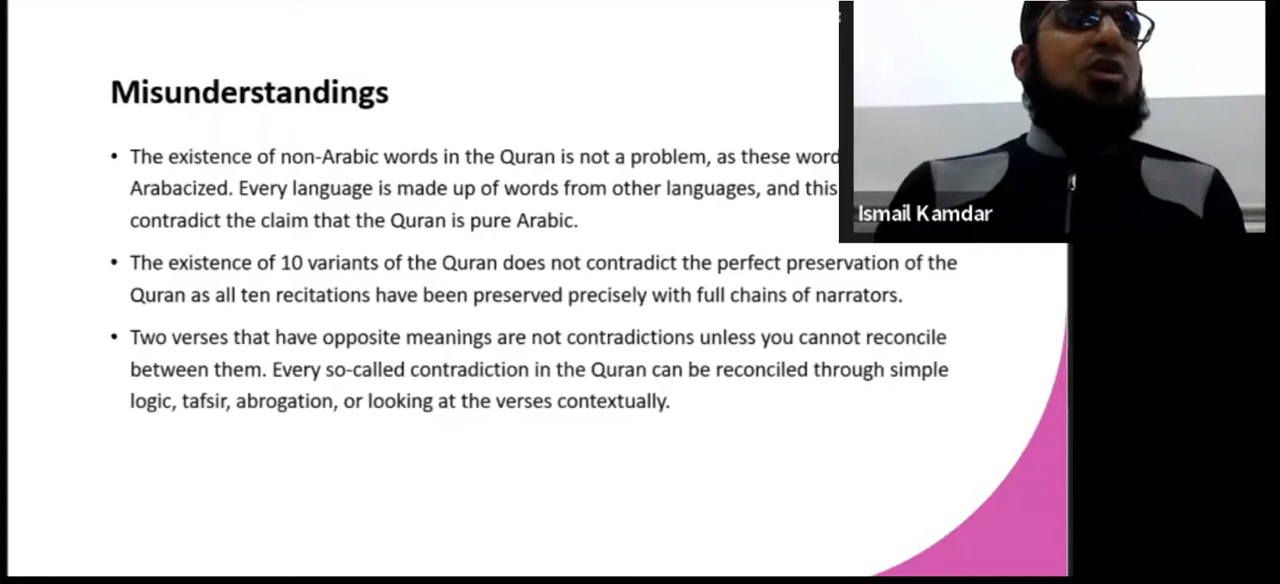 Misunderstandings
• The existence of non-Arabic words in the Quran is not a problem, as these word
Arabacized. Every language is made up of words from other languages, and this
contradict the claim that the Quran is pure Arabic.
• The existence of 10 variants of the Quran does not contradict the perfect preservation of the
Quran as all ten recitations have been preserved precisely with full chains of narrators.
• Two verses that have opposite meanings are not contradictions unless you cannot reconcile
between them. Every so-called contradiction in the Quran can be reconciled through simple
logic, tafsir, abrogation, or looking at the verses contextually.
Ismail Kamdar